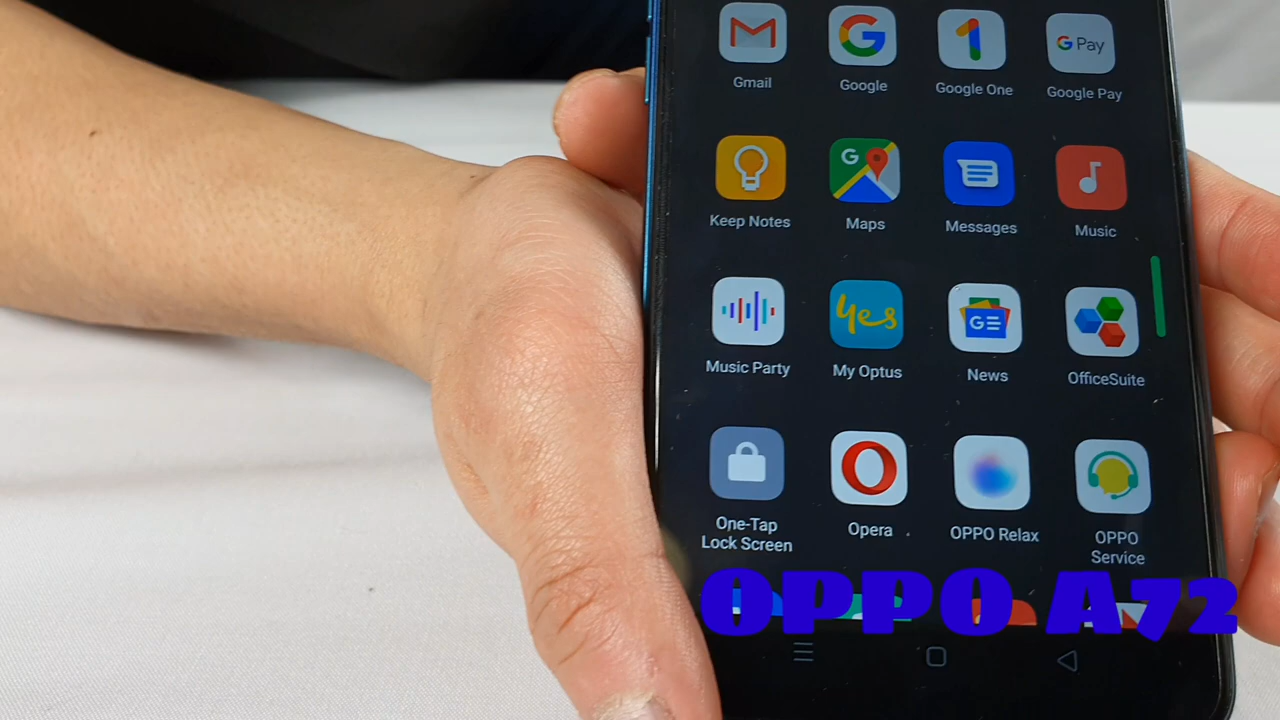 G Pay
Gmail
Google
Google One
Google Pay
G
Keep Notes
Maps
Messages
Music
yes
GE
Music Party
My Optus
News
OfficeSuite
One-Tap
Lock Screen
Opera
OPPO Relax
OPPO
Service
OPPO A72